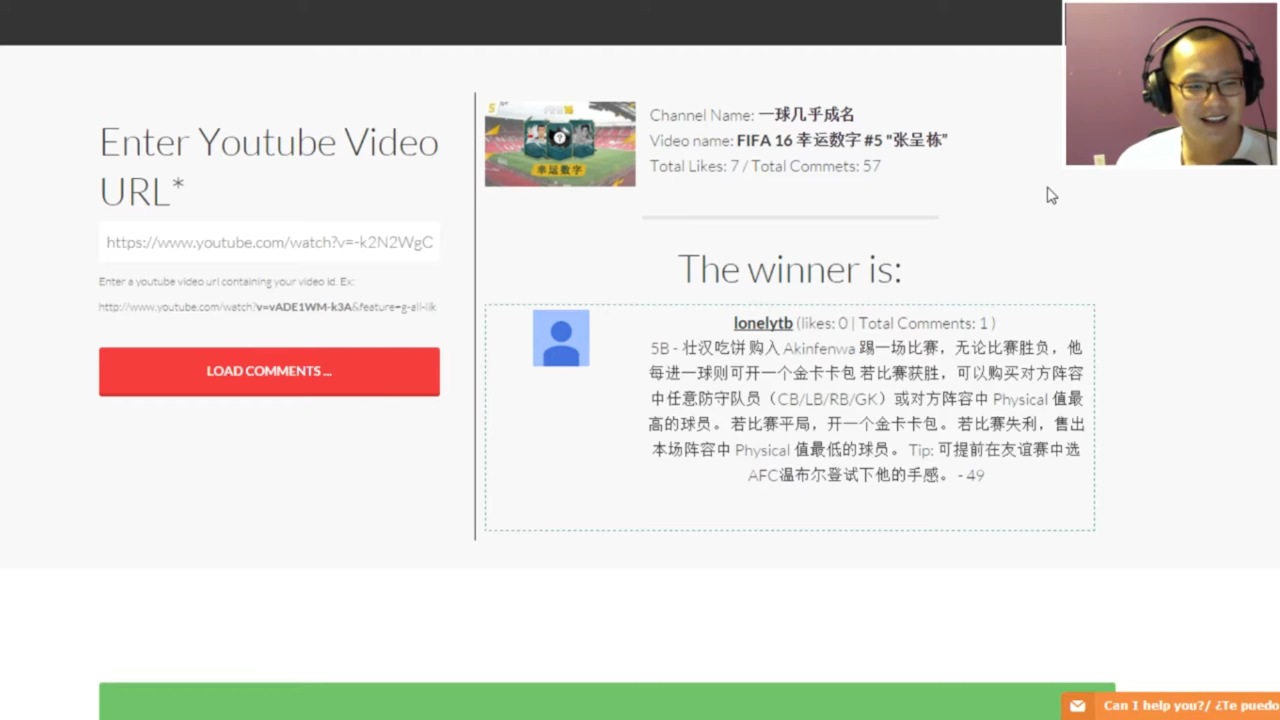 Enter Youtube Video
URL*
https://www.youtube.com/watch?v=-k2N2WgC
Enter a youtube video url containing your video id. Ex:
http://www.youtube.com/watch?v=vADE1WM-k3A&feature=g-all-lik
LOAD COMMENTS ...
5
幸运数字
Channel Name: 一球几乎成名
Video name: FIFA 16 幸运数字 #5 "张呈栋"
Total Likes: 7 / Total Commets: 57
The winner is:
lonelytb (likes: 0 | Total Comments: 1 )
5B - 壮汉吃饼 购入 Akinfenwa 踢一场比赛，无论比赛胜负，他
每进一球则可开一个金卡卡包 若比赛获胜，可以购买对方阵容
中任意防守队员（CB/LB/RB/GK）或对方阵容中 Physical 值最
高的球员。 若比赛平局，开一个金卡卡包。 若比赛失利，售出
本场阵容中 Physical 值最低的球员。 Tip: 可提前在友谊赛中选
AFC温布尔登试下他的手感。 - 49
Can I help you?/ ¿Te puedo